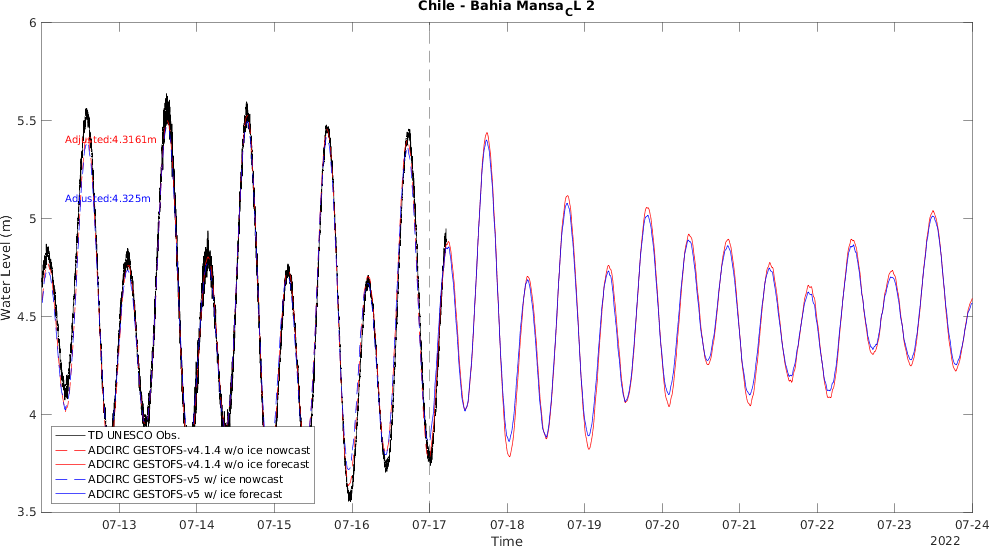 Chile - Bahia MansaCL 2
6
5.5
5
4.5
4
3.5
Water Level (m)
Adjusted:4.3161m
Adjusted:4.325m
TD UNESCO Obs.
ADCIRC GESTOFS-v4.1.4 w/o ice nowcast
ADCIRC GESTOFS-v4.1.4 w/o ice forecast
ADCIRC GESTOFS-v5 w/ ice nowcast
ADCIRC GESTOFS-v5 w/ ice forecast
07-13 07-14 07-15 07-16 07-17 07-18 07-19 07-20 07-21 07-22 07-23 07-24
Time
2022